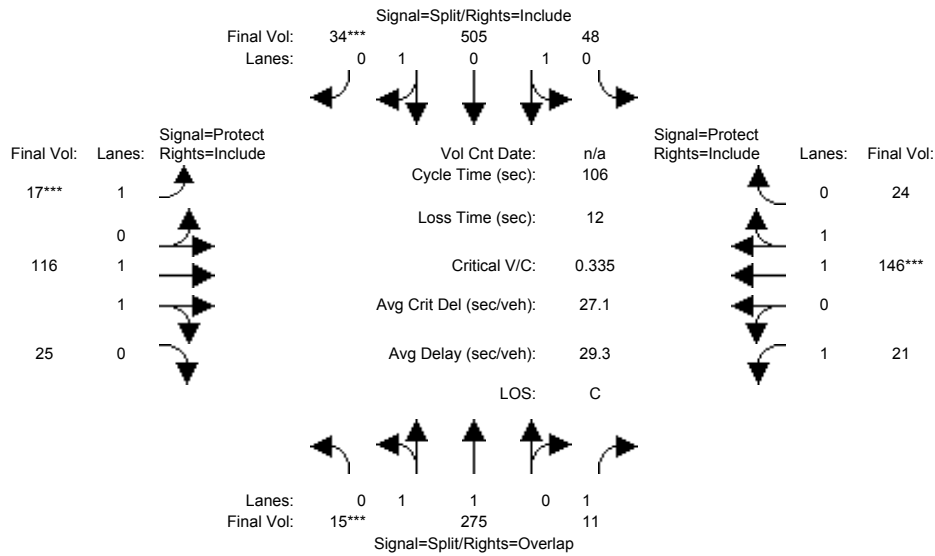 Signal=Split/Rights=Include
Final Vol: 34*** 505 48
Lanes: 0 1 0 1 0
Signal=Protect Signal=Protect
Final Vol: Lanes: Rights=Include Vol Cnt Date: n/a Rights=Include Lanes: Final Vol:
Cycle Time (sec): 106
17*** 1 0 24
Loss Time (sec): 12
0 1
116 1 Critical V/C: 0.335 1 146***
1 Avg Crit Del (sec/veh): 27.1 0
25 0 Avg Delay (sec/veh): 29.3 1 21
LOS: C
Lanes: 0 1 1 0 1
Final Vol: 15*** 275 11
Signal=Split/Rights=Overlap